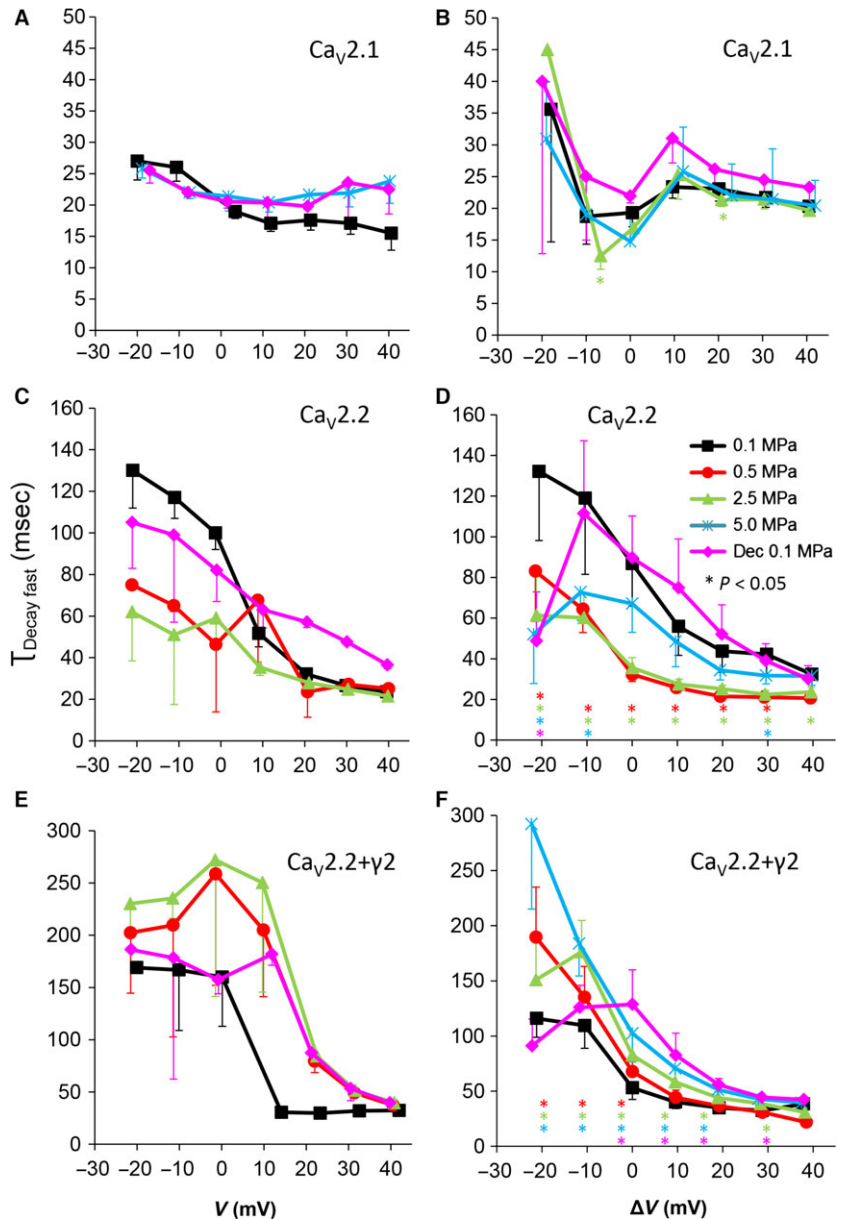 A
CaV2.1
50
45
40
35
30
25
20
15
10
5
0
−30 −20 −10 0 10 20 30 40
B
CaV2.1
50
45
40
35
30
25
20
15
10
5
0
*
*
−30 −20 −10 0 10 20 30 40
C
CaV2.2
160
140
120
100
80
60
40
20
0
−30 −20 −10 0 10 20 30 40
D
CaV2.2
160
140
120
100
80
60
40
20
0
0.1 MPa
0.5 MPa
2.5 MPa
5.0 MPa
Dec 0.1 MPa
* P < 0.05
* * * * * *
* * * * * * *
* * *
*
−30 −20 −10 0 10 20 30 40
τDecay fast (msec)
E
CaV2.2+γ2
300
250
200
150
100
50
0
−30 −20 −10 0 10 20 30 40
V (mV)
F
CaV2.2+γ2
300
250
200
150
100
50
0
* * *
* * * * * *
* * * * *
* * *
−30 −20 −10 0 10 20 30 40
ΔV (mV)